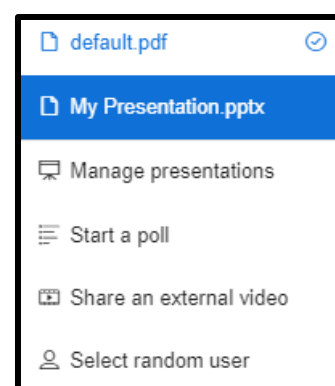 default.pdf
My Presentation.pptx
Manage presentations
Start a poll
Share an external video
Select random user